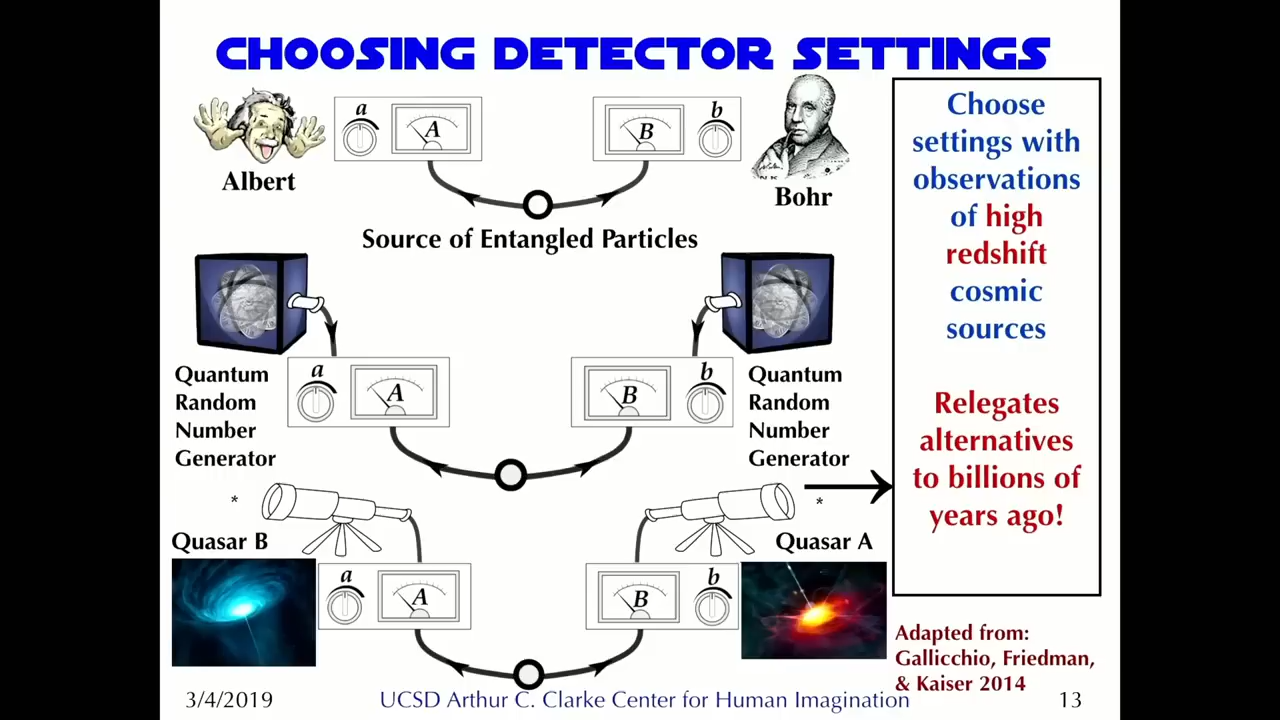 CHOOSING DETECTOR SETTINGS
a
A
B
b
Albert
Bohr
Source of Entangled Particles
Quantum
Random
Number
Generator
a
A
B
b
Quantum
Random
Number
Generator
*
*
Quasar B
Quasar A
a
A
B
b
Choose
settings with
observations
of high
redshift
cosmic
sources
Relegates
alternatives
to billions of
years ago!
Adapted from:
Gallicchio, Friedman,
& Kaiser 2014
3/4/2019
UCSD Arthur C. Clarke Center for Human Imagination
13